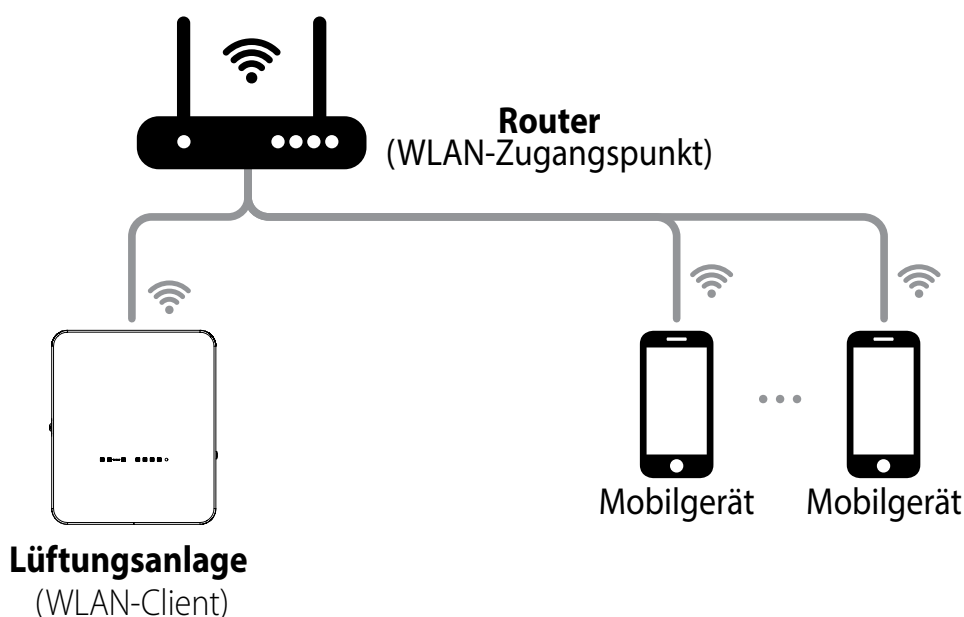 Router
(WLAN-Zugangspunkt)
Mobilgerät
Mobilgerät
Lüftungsanlage
(WLAN-Client)